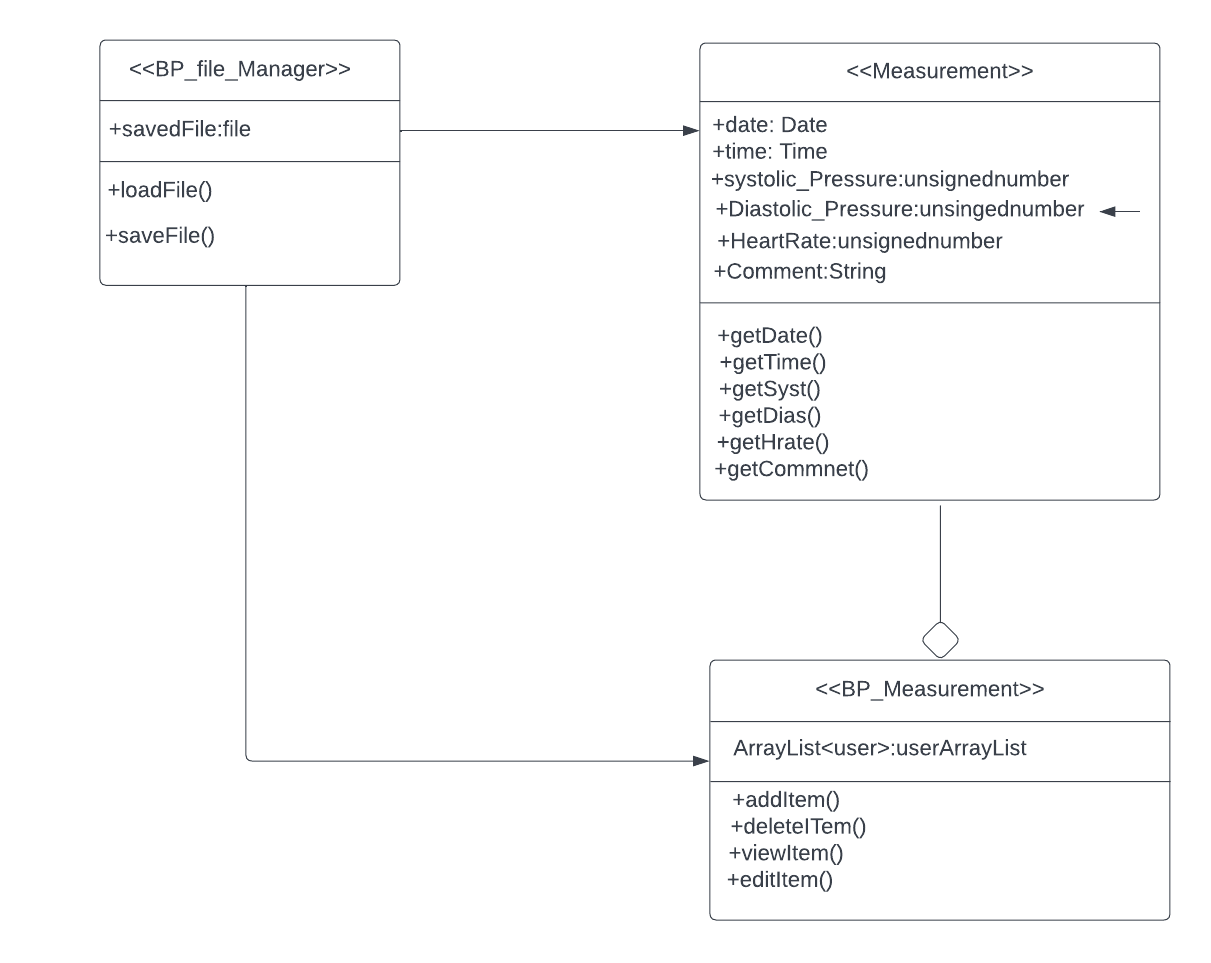 <<BP_file_Manager>>
+savedFile:file
+loadFile()
+saveFile()
<<Measurement>>
+date: Date
+time: Time
+systolic_Pressure:unsignednumber
+Diastolic_Pressure:unsingednumber
+HeartRate:unsignednumber
+Comment:String
+getDate()
+getTime()
+getSyst()
+getDias()
+getHrate()
+getCommnet()
<<BP_Measurement>>
ArrayList<user>:userArrayList
+addItem()
+deleteITem()
+viewItem()
+editItem()